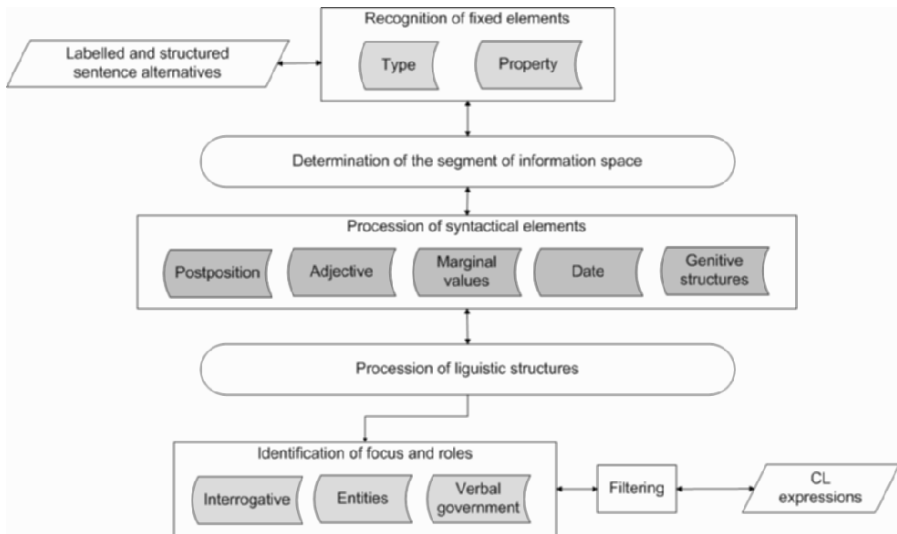 Recognition of fixed elements
Labelled and structured
sentence alternatives
Type
Property
Determination of the segment of information space
Procession of syntactical elements
Postposition
Adjective
Marginal
values
Date
Genitive
structures
Procession of liguistic structures
Identification of focus and roles
Interrogative
Entities
Verbal
government
Filtering
CL
expressions